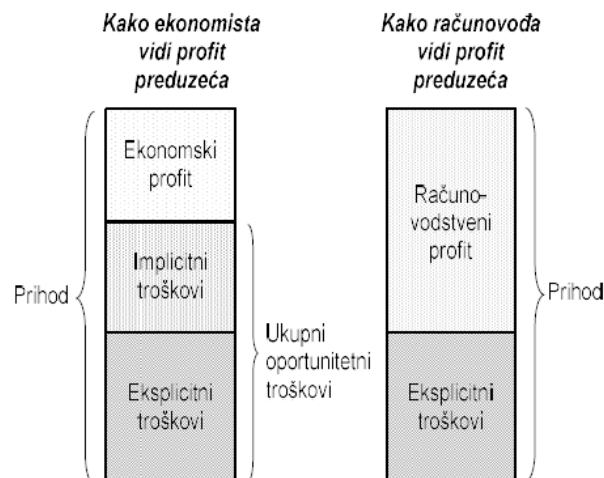 Kako ekonomista
vidi profit
preduzeća
Kako računovođa
vidi profit
preduzeća
Ekonomski
profit
Implicitni
troškovi
Eksplicitni
troškovi
Prihod
Ukupni
oportunitetni
troškovi
Računo-
vodstveni
profit
Eksplicitni
troškovi
Prihod